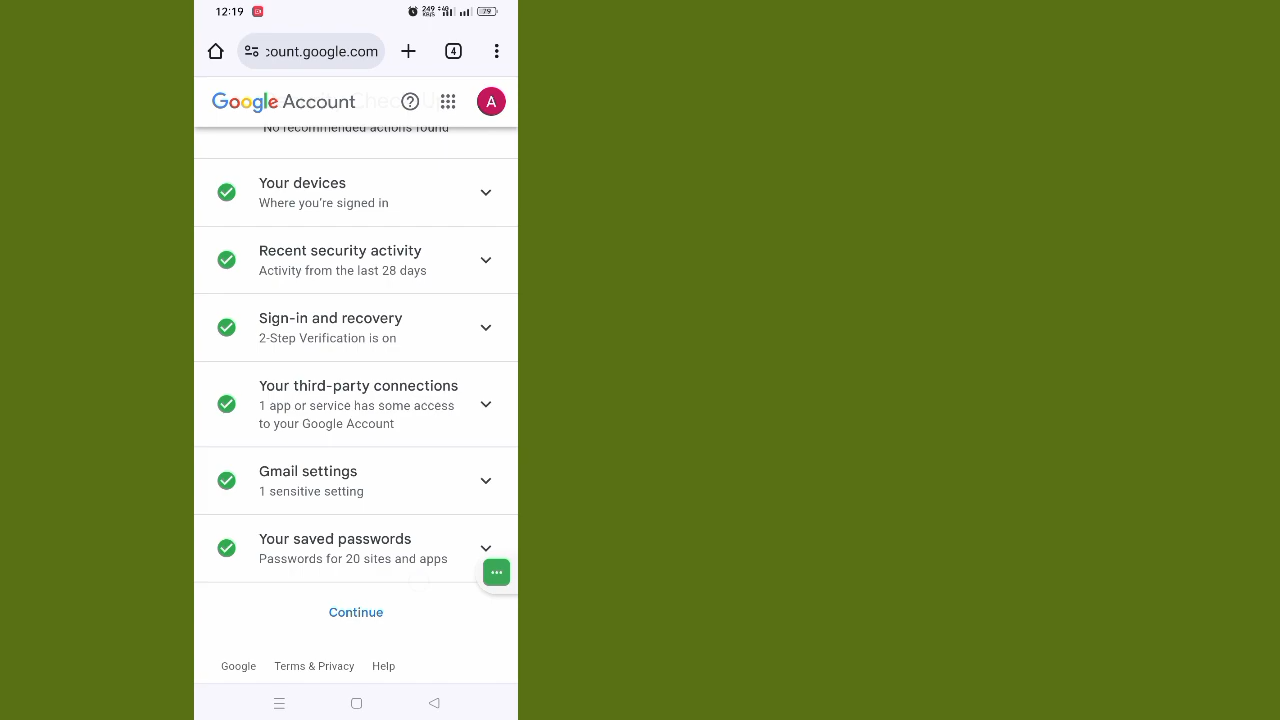 12:19
79
:ount.google.com
4
Google Account
A
No recommended actions found
Your devices
Where you're signed in
Recent security activity
Activity from the last 28 days
Sign-in and recovery
2-Step Verification is on
Your third-party connections
1 app or service has some access
to your Google Account
Gmail settings
1 sensitive setting
Your saved passwords
Passwords for 20 sites and apps
Continue
Google Terms & Privacy Help